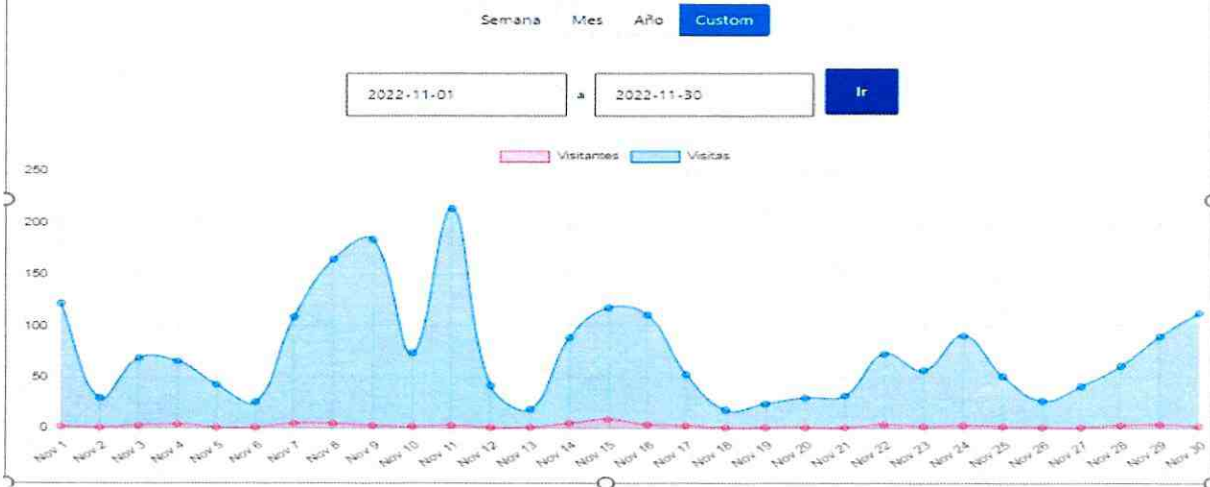 Semana Mes Año Custom
2022-11-01 a 2022-11-30 Ir
Visitantes Visitas
250
200
150
100
50
0
Nov 1 Nov 2 Nov 3 Nov 4 Nov 5 Nov 6 Nov 7 Nov 8 Nov 9 Nov 10 Nov 11 Nov 12 Nov 13 Nov 14 Nov 15 Nov 16 Nov 17 Nov 18 Nov 19 Nov 20 Nov 21 Nov 22 Nov 23 Nov 24 Nov 25 Nov 26 Nov 27 Nov 28 Nov 29 Nov 30